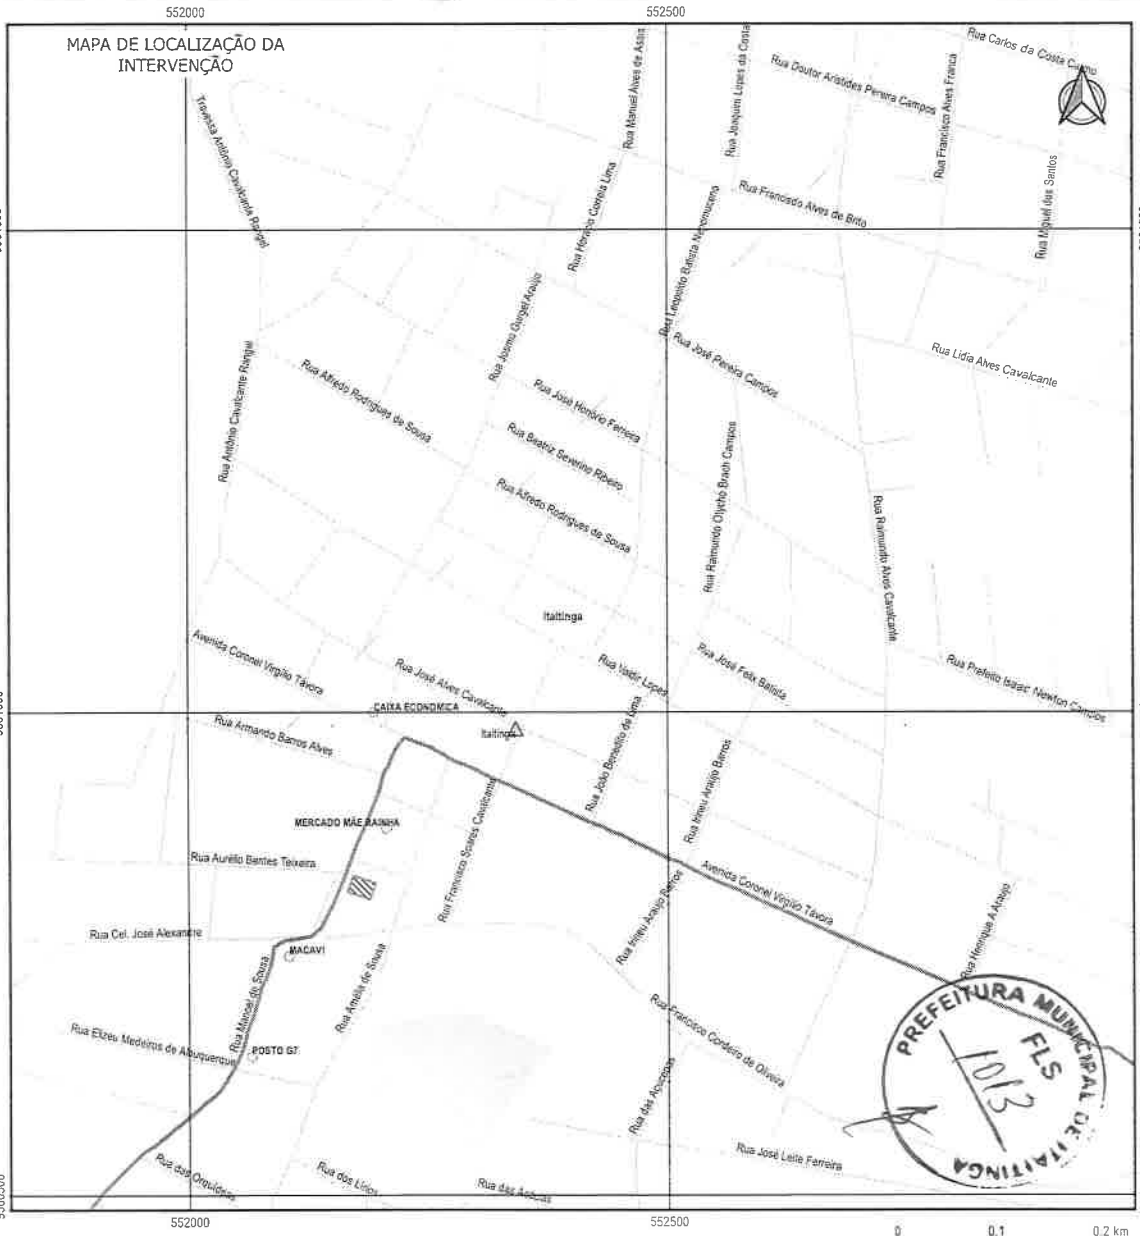 552000
552500
MAPA DE LOCALIZAÇÃO DA
INTERVENÇÃO
Rua Carlos da Costa
Rua Doutor Aristides Pereira Campos
Rua Manuel Alves de Assis
Rua Joaquim Lopes da Costa
Rua Francisco Alves Franca
Travessa Antônio Cavalcante Rangel
Rua Miguel dos Santos
Rua Francisco Alves de Brito
Rua Horácio Correia Lima
Rua Leopoldo Batista Nepomuceno
Rua Josmo Gurgel Araújo
Rua José Pereira Campos
Rua Lidia Alves Cavalcante
Rua Antônio Cavalcante Rangel
Rua Alfredo Rodrigues de Sousa
Rua José Honório Ferreira
Rua Beatriz Severino Ribeiro
Rua Alfredo Rodrigues de Sousa
Rua Raimundo Olytho Brach Campos
Rua Raimundo Alves Cavalcante
Itaitinga
Avenida Coronel Virgílio Távora
Rua José Alves Cavalcante
Rua Valdir Lopes
Rua José Felix Batista
Rua Prefeito Isaac Newton Campos
CAIXA ECONOMICA
Rua Armando Barros Alves
Itaitinga
Rua João Benedito de Lima
Rua Irineu Araújo Barros
MERCADO MÃE RAINHA
Rua Francisco Soares Cavalcante
Rua Aurélio Bentes Teixeira
Avenida Coronel Virgílio Távora
Rua Irineu Araújo Barros
Rua Henrique A Araújo
Rua Cel. José Alexandre
MACAVI
Rua Manoel de Sousa
Rua Amélia de Sousa
Rua Francisco Cordeiro de Oliveira
Rua Elizeu Medeiros de Albuquerque
POSTO G7
Rua das Açucenas
PREFEITURA MUNICIPAL DE ITAITINGA
FLS
1013
Rua José Leite Ferreira
Rua das Orquídeas
Rua dos Lírios
Rua das Acácias
552000
552500
0 0.1 0.2 km